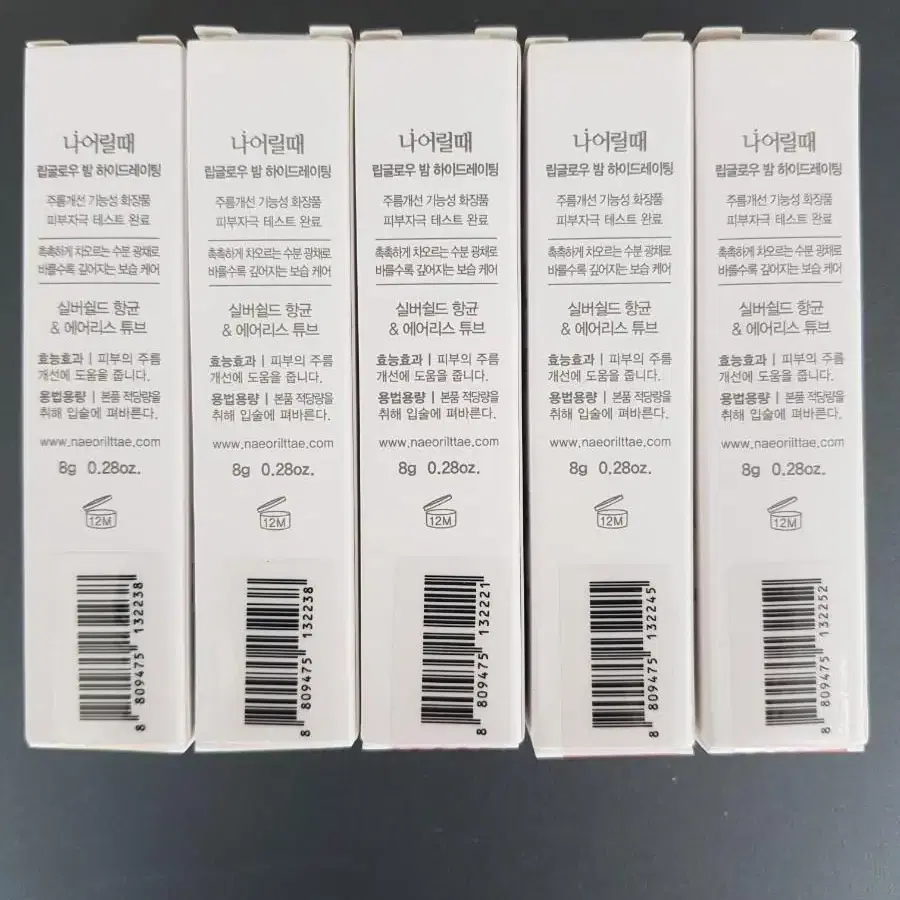 나어릴때
립글로우 밤 하이드레이팅
주름개선 기능성 화장품
피부자극 테스트 완료
촉촉하게 차오르는 수분 광채로
바를수록 깊어지는 보습 케어
실버쉴드 항균
& 에어리스 튜브
효능효과 | 피부의 주름
개선에 도움을 줍니다.
용법용량 | 본품 적당량을
취해 입술에 펴바른다.
www.naeorilttae.com
8g 0.28oz.
12M
8 809475 132238
나어릴때
립글로우 밤 하이드레이팅
주름개선 기능성 화장품
피부자극 테스트 완료
촉촉하게 차오르는 수분 광채로
바를수록 깊어지는 보습 케어
실버쉴드 항균
& 에어리스 튜브
효능효과 | 피부의 주름
개선에 도움을 줍니다.
용법용량 | 본품 적당량을
취해 입술에 펴바른다.
www.naeorilttae.com
8g 0.28oz.
12M
8 809475 132238
나어릴때
립글로우 밤 하이드레이팅
주름개선 기능성 화장품
피부자극 테스트 완료
촉촉하게 차오르는 수분 광채로
바를수록 깊어지는 보습 케어
실버쉴드 항균
& 에어리스 튜브
효능효과 | 피부의 주름
개선에 도움을 줍니다.
용법용량 | 본품 적당량을
취해 입술에 펴바른다.
www.naeorilttae.com
8g 0.28oz.
12M
8 809475 132221
나어릴때
립글로우 밤 하이드레이팅
주름개선 기능성 화장품
피부자극 테스트 완료
촉촉하게 차오르는 수분 광채로
바를수록 깊어지는 보습 케어
실버쉴드 항균
& 에어리스 튜브
효능효과 | 피부의 주름
개선에 도움을 줍니다.
용법용량 | 본품 적당량을
취해 입술에 펴바른다.
www.naeorilttae.com
8g 0.28oz.
12M
8 809475 132245
나어릴때
립글로우 밤 하이드레이팅
주름개선 기능성 화장품
피부자극 테스트 완료
촉촉하게 차오르는 수분 광채로
바를수록 깊어지는 보습 케어
실버쉴드 항균
& 에어리스 튜브
효능효과 | 피부의 주름
개선에 도움을 줍니다.
용법용량 | 본품 적당량을
취해 입술에 펴바른다.
www.naeorilttae.com
8g 0.28oz.
12M
8 809475 132252